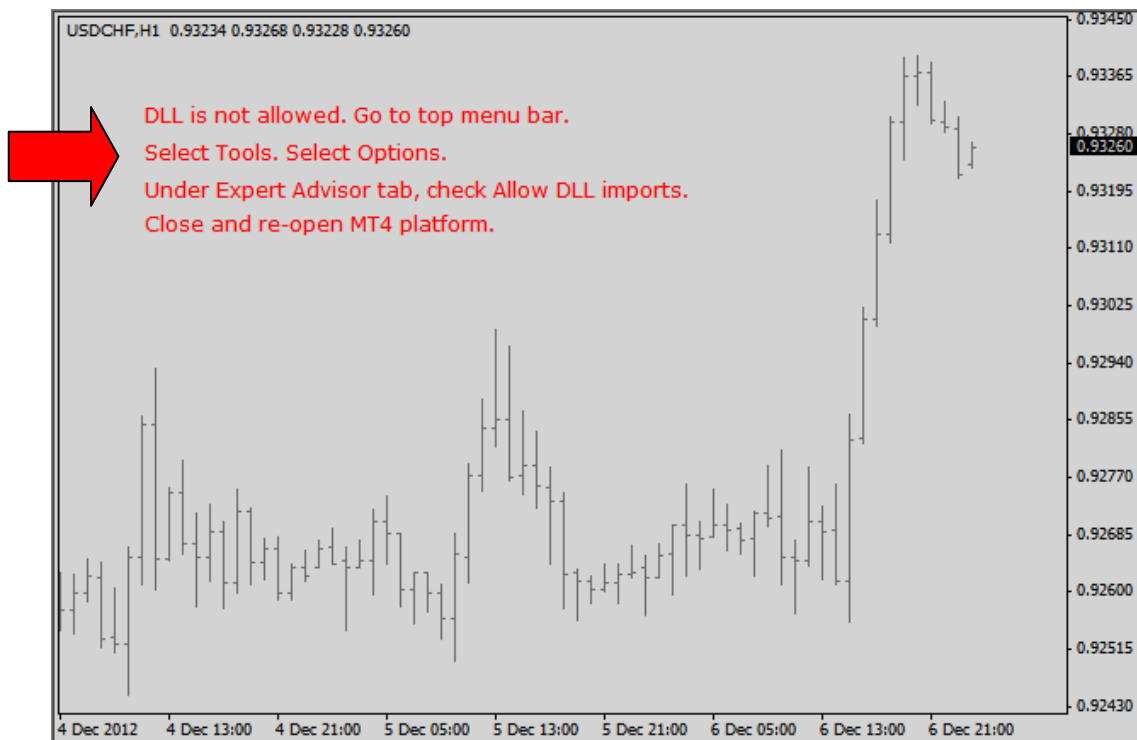 USDCHF,H1 0.93234 0.93268 0.93228 0.93260
DLL is not allowed. Go to top menu bar.
Select Tools. Select Options.
Under Expert Advisor tab, check Allow DLL imports.
Close and re-open MT4 platform.
0.93450
0.93365
0.93280
0.93260
0.93195
0.93110
0.93025
0.92940
0.92855
0.92770
0.92685
0.92600
0.92515
0.92430
4 Dec 2012 4 Dec 13:00 4 Dec 21:00 5 Dec 05:00 5 Dec 13:00 5 Dec 21:00 6 Dec 05:00 6 Dec 13:00 6 Dec 21:00